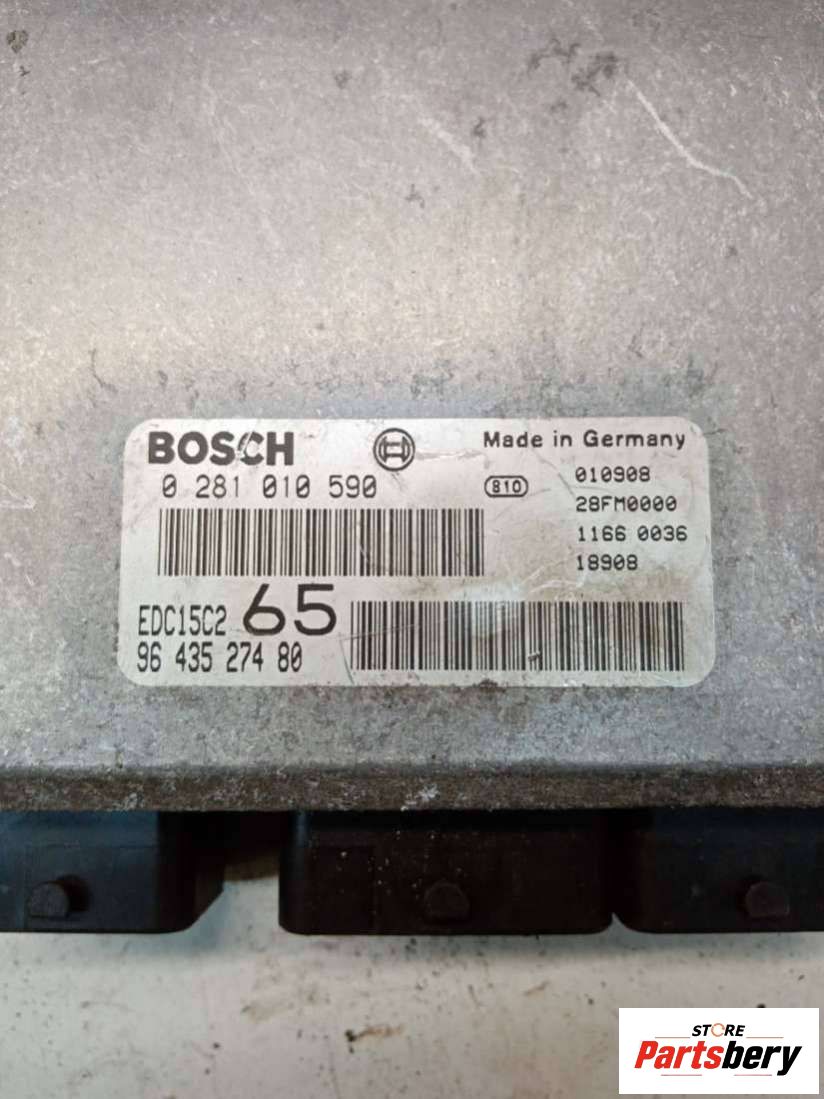 BOSCH
Made in Germany
0 281 010 590
810
010908
28FM0000
1166 0036
18908
EDC15C2
65
96 435 274 80
STORE
Partsbery